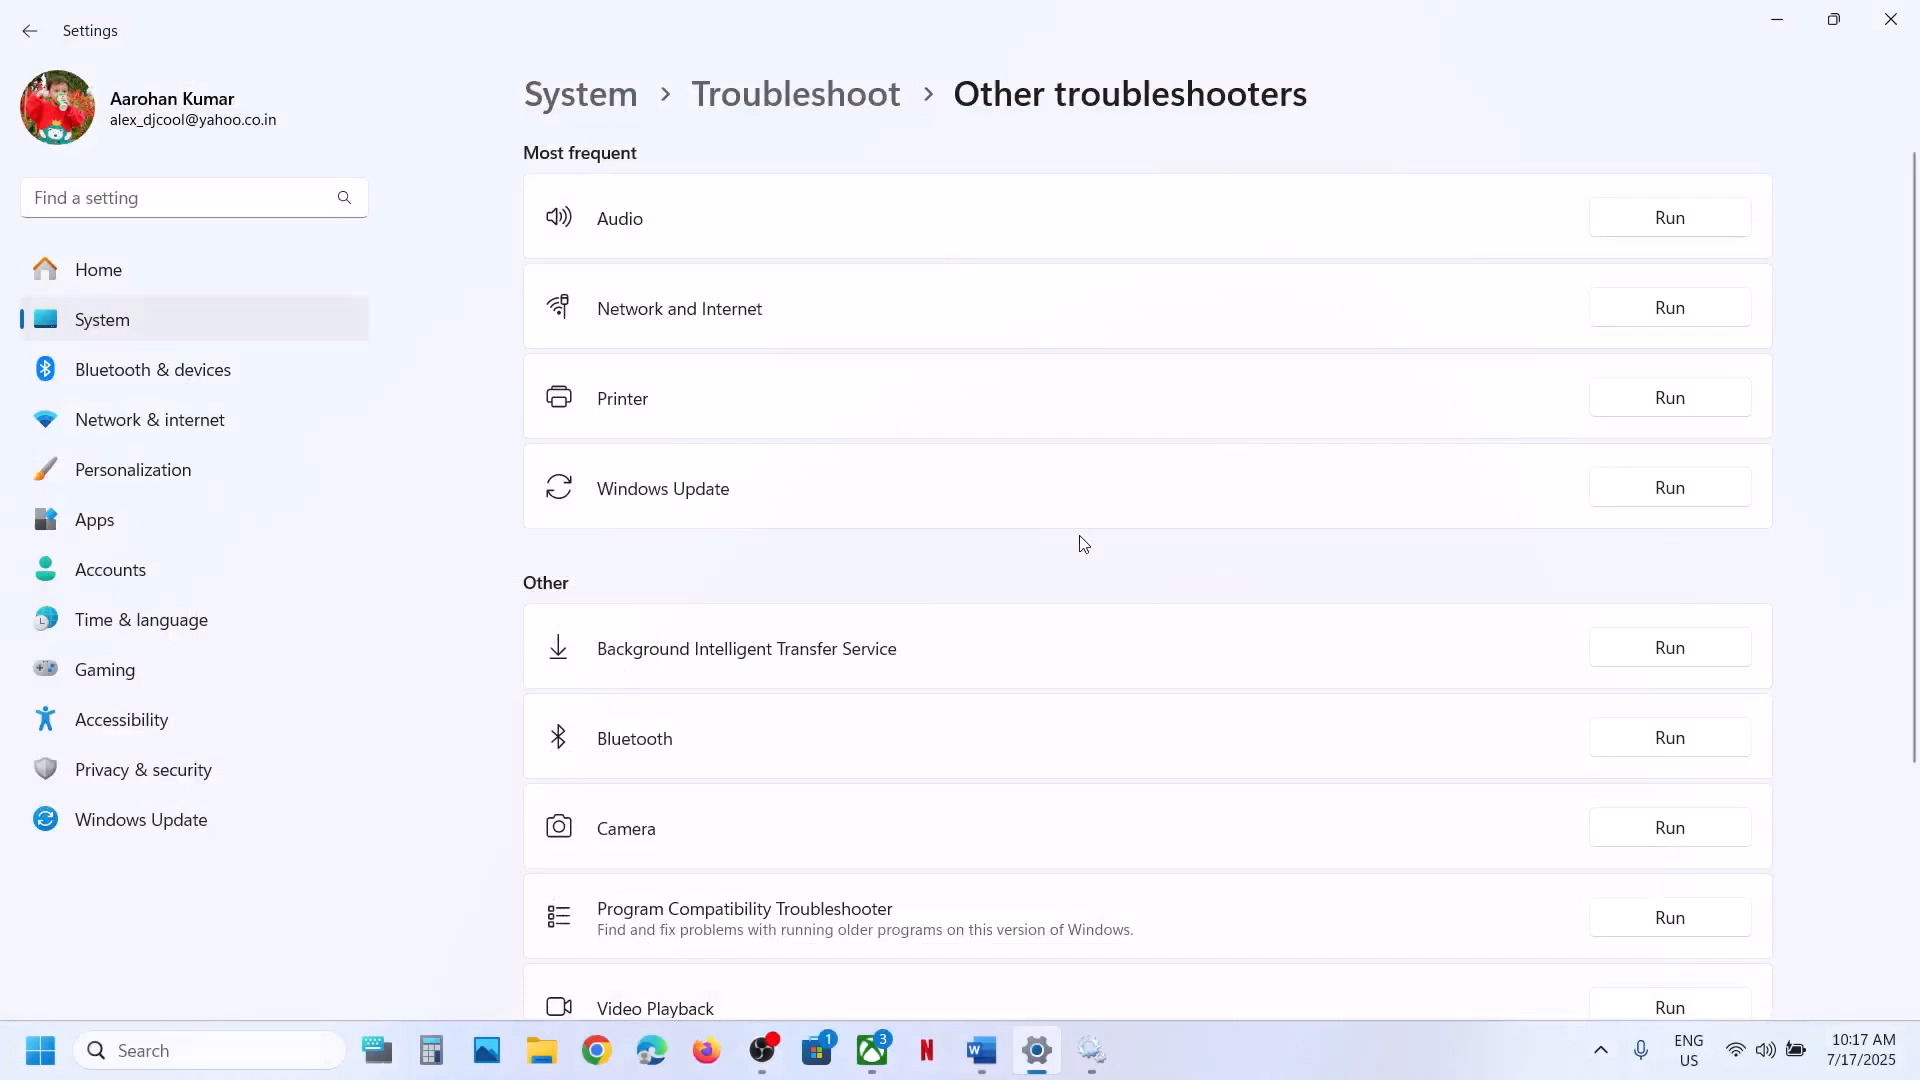 Settings
Aarohan Kumar
alex_djcool@yahoo.co.in
Find a setting
Home
System
Bluetooth & devices
Network & internet
Personalization
Apps
Accounts
Time & language
Gaming
Accessibility
Privacy & security
Windows Update
System > Troubleshoot > Other troubleshooters
Most frequent
Audio Run
Network and Internet Run
Printer Run
Windows Update Run
Other
Background Intelligent Transfer Service Run
Bluetooth Run
Camera Run
Program Compatibility Troubleshooter Run
Find and fix problems with running older programs on this version of Windows.
Video Playback Run
Search
1
3
N
W
ENG
US
10:17 AM
7/17/2025